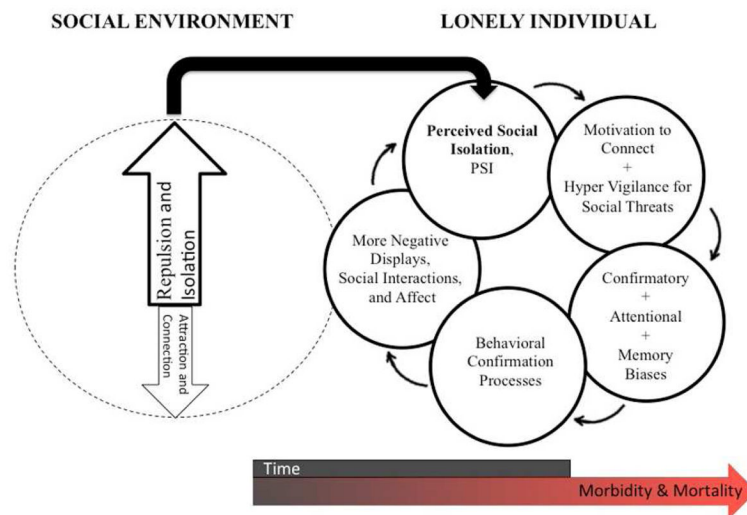 SOCIAL ENVIRONMENT
LONELY INDIVIDUAL
Repulsion and
Isolation
Attraction and
Connection
Perceived Social
Isolation,
PSI
Motivation to
Connect
+
Hyper Vigilance for
Social Threats
Confirmatory
+
Attentional
+
Memory
Biases
Behavioral
Confirmation
Processes
More Negative
Displays,
Social Interactions,
and Affect
Time
Morbidity & Mortality